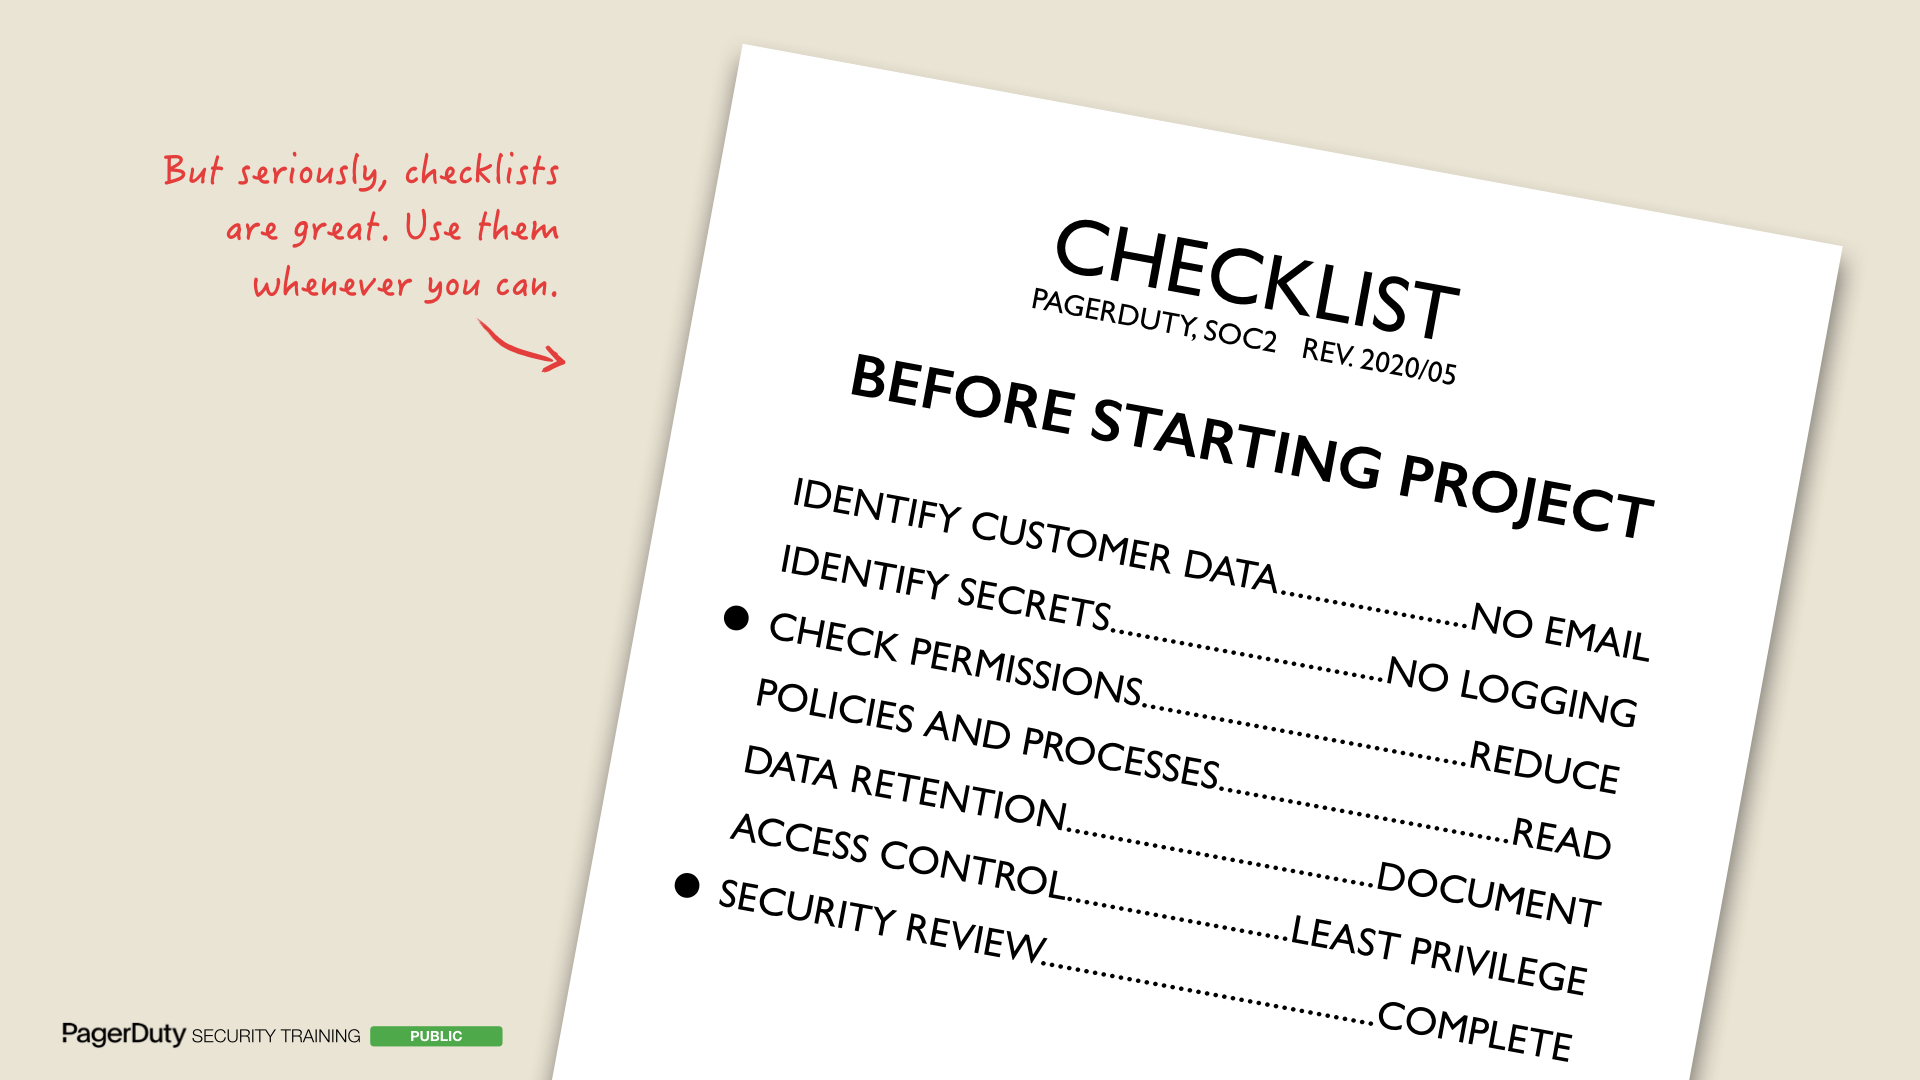 But seriously, checklists
are great. Use them
whenever you can.
CHECKLIST
PAGERDUTY, SOC2 REV. 2020/05
BEFORE STARTING PROJECT
IDENTIFY CUSTOMER DATA..................NO EMAIL
IDENTIFY SECRETS..........................NO LOGGING
● CHECK PERMISSIONS...............................REDUCE
POLICIES AND PROCESSES............................READ
DATA RETENTION..............................DOCUMENT
ACCESS CONTROL.....................LEAST PRIVILEGE
● SECURITY REVIEW................................COMPLETE
PagerDuty SECURITY TRAINING PUBLIC